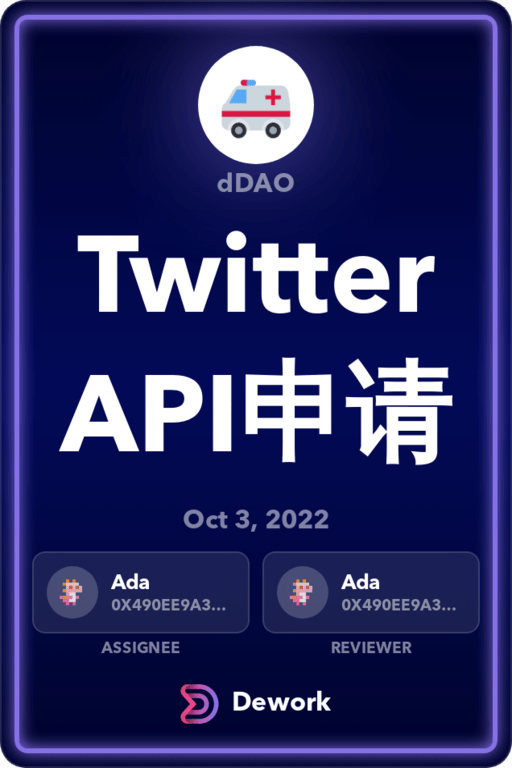 dDAO
Twitter
API申请
Oct 3, 2022
Ada
0X490EE9A3...
ASSIGNEE
Ada
0X490EE9A3...
REVIEWER
Dework